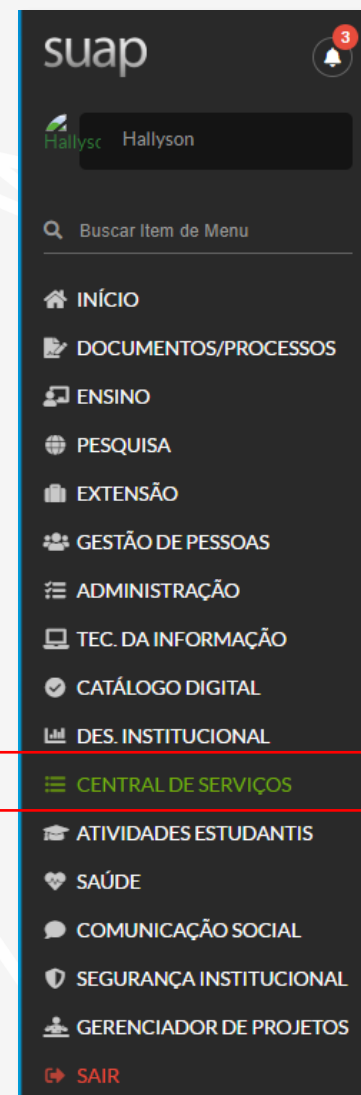 suap
3
Hallysc Hallyson
Buscar Item de Menu
INÍCIO
DOCUMENTOS/PROCESSOS
ENSINO
PESQUISA
EXTENSÃO
GESTÃO DE PESSOAS
ADMINISTRAÇÃO
TEC. DA INFORMAÇÃO
CATÁLOGO DIGITAL
DES. INSTITUCIONAL
CENTRAL DE SERVIÇOS
ATIVIDADES ESTUDANTIS
SAÚDE
COMUNICAÇÃO SOCIAL
SEGURANÇA INSTITUCIONAL
GERENCIADOR DE PROJETOS
SAIR